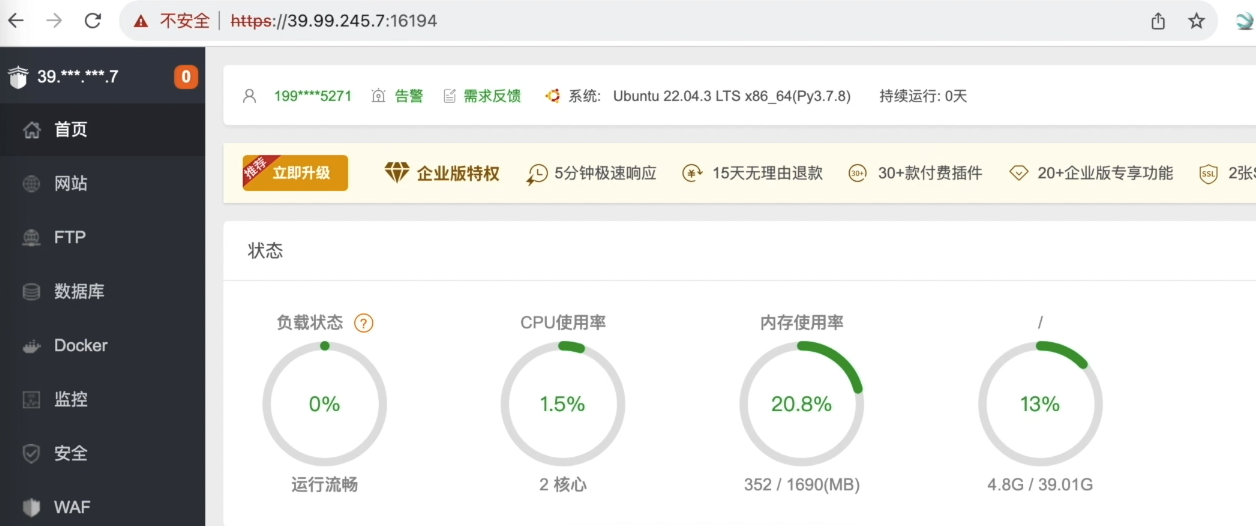 不安全 | https://39.99.245.7:16194
39.***.***.7 0
199****5271 告警 需求反馈 系统: Ubuntu 22.04.3 LTS x86_64(Py3.7.8) 持续运行: 0天
首页
网站
FTP
数据库
Docker
监控
安全
WAF
推荐 立即升级 企业版特权 5分钟极速响应 15天无理由退款 30+ 30+款付费插件 20+企业版专享功能 SSL 2张
状态
负载状态 ? CPU使用率 内存使用率 /
0% 1.5% 20.8% 13%
运行流畅 2 核心 352 / 1690(MB) 4.8G / 39.01G